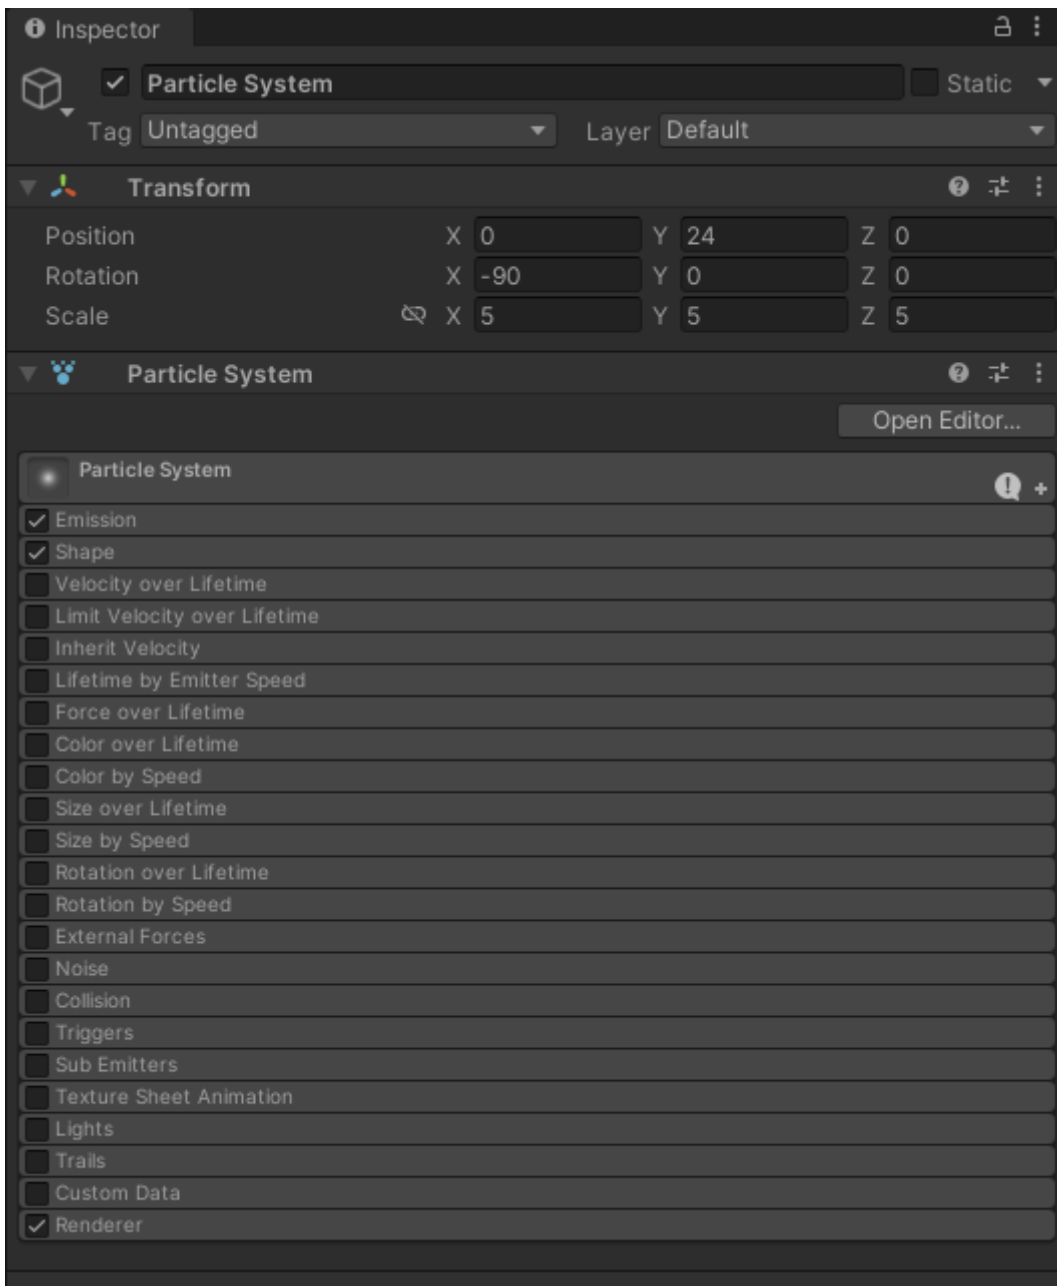 Inspector
Particle System Static
Tag Untagged Layer Default
Transform
Position X 0 Y 24 Z 0
Rotation X -90 Y 0 Z 0
Scale X 5 Y 5 Z 5
Particle System
Open Editor...
Particle System
Emission
Shape
Velocity over Lifetime
Limit Velocity over Lifetime
Inherit Velocity
Lifetime by Emitter Speed
Force over Lifetime
Color over Lifetime
Color by Speed
Size over Lifetime
Size by Speed
Rotation over Lifetime
Rotation by Speed
External Forces
Noise
Collision
Triggers
Sub Emitters
Texture Sheet Animation
Lights
Trails
Custom Data
Renderer